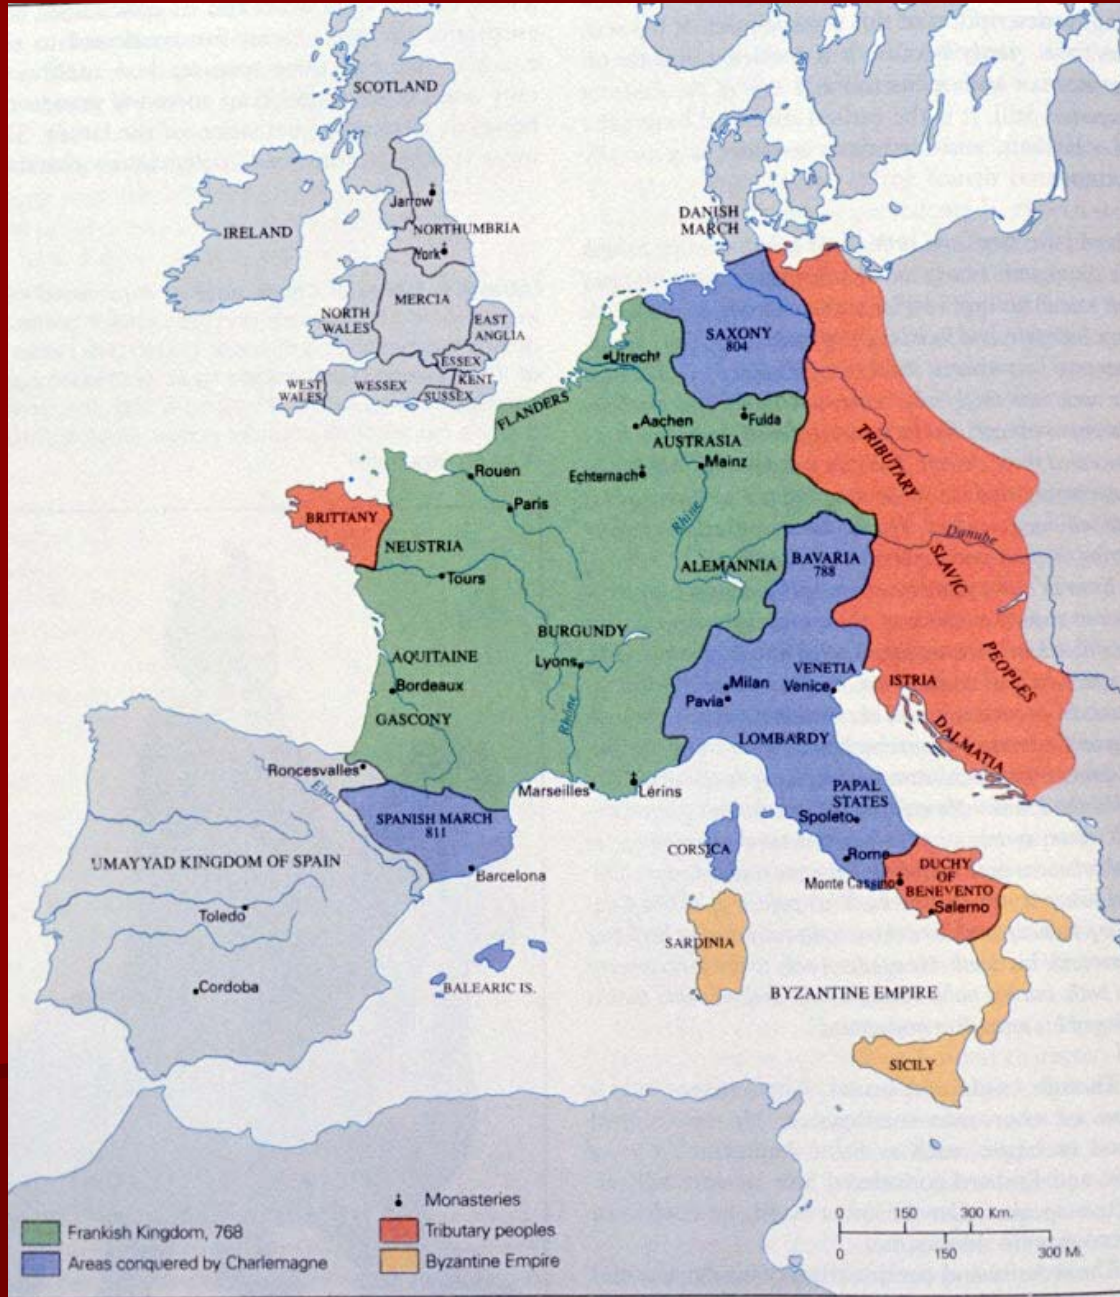 SCOTLAND
Jarrow
NORTHUMBRIA
IRELAND
York
MERCIA
NORTH
WALES
EAST
ANGLIA
ESSEX
KENT
WEST
WALES
WESSEX
SUSSEX
DANISH
MARCH
SAXONY
804
Utrecht
FLANDERS
Aachen
Fulda
AUSTRASIA
Echternach
Mainz
Rouen
Paris
Rhine
TRIBUTARY
SLAVIC
PEOPLES
Danube
BRITTANY
NEUSTRIA
Tours
ALEMANNIA
BAVARIA
788
BURGUNDY
Lyons
AQUITAINE
Bordeaux
GASCONY
Rhône
VENETIA
Milan
Venice
Pavia
LOMBARDY
ISTRIA
DALMATIA
Roncesvalles
Ebro
Marseilles
Lérins
SPANISH MARCH
811
PAPAL
STATES
Spoleto
CORSICA
Rome
Monte Cassino
DUCHY
OF
BENEVENTO
Salerno
UMAYYAD KINGDOM OF SPAIN
Barcelona
Toledo
Cordoba
BALEARIC IS.
SARDINIA
BYZANTINE EMPIRE
SICILY
Monasteries
Frankish Kingdom, 768
Tributary peoples
Areas conquered by Charlemagne
Byzantine Empire
0 150 300 Km.
0 150 300 Mi.